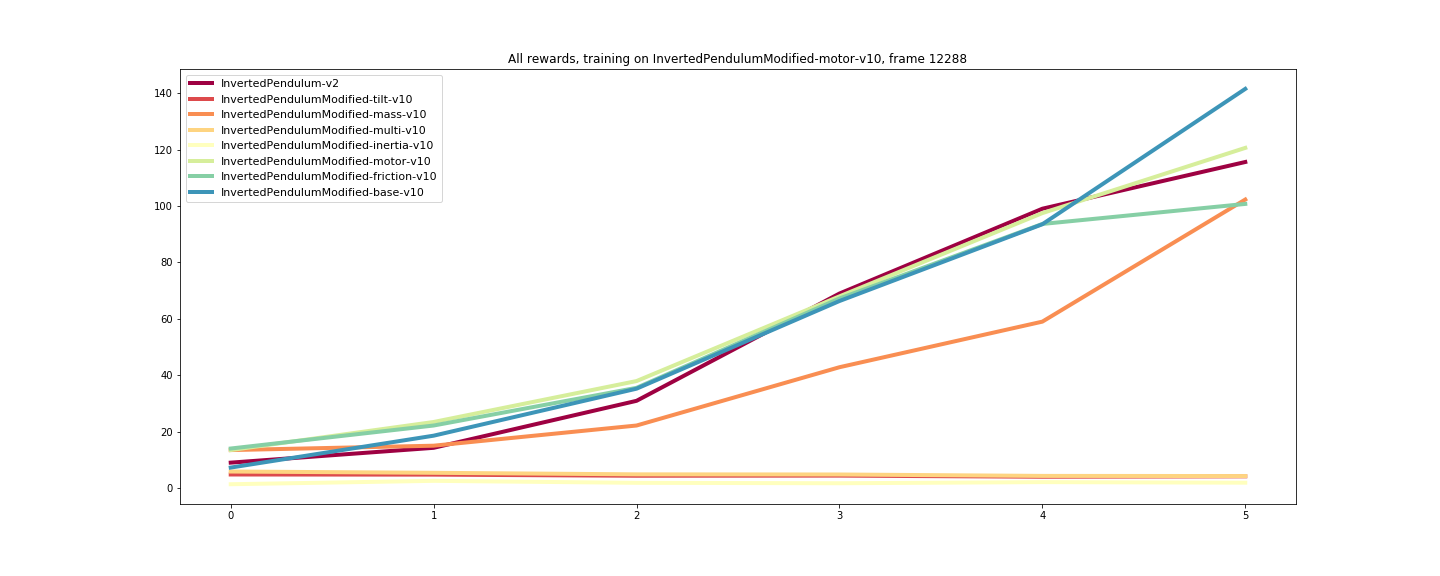 All rewards, training on InvertedPendulumModified-motor-v10, frame 12288
InvertedPendulum-v2
InvertedPendulumModified-tilt-v10
InvertedPendulumModified-mass-v10
InvertedPendulumModified-multi-v10
InvertedPendulumModified-inertia-v10
InvertedPendulumModified-motor-v10
InvertedPendulumModified-friction-v10
InvertedPendulumModified-base-v10
140
120
100
80
60
40
20
0
0 1 2 3 4 5